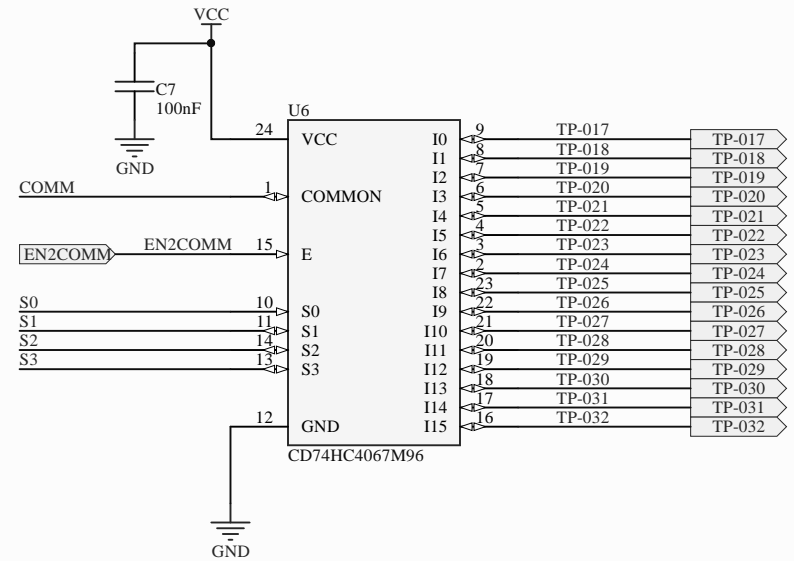 VCC
C7
100nF
GND
U6
24 VCC I0 9 TP-017 TP-017
I1 8 TP-018 TP-018
I2 7 TP-019 TP-019
COMM 1 COMMON I3 6 TP-020 TP-020
I4 5 TP-021 TP-021
I5 4 TP-022 TP-022
EN2COMM EN2COMM 15 E I6 3 TP-023 TP-023
I7 2 TP-024 TP-024
I8 23 TP-025 TP-025
S0 10 S0 I9 22 TP-026 TP-026
S1 11 S1 I10 21 TP-027 TP-027
S2 14 S2 I11 20 TP-028 TP-028
S3 13 S3 I12 19 TP-029 TP-029
I13 18 TP-030 TP-030
I14 17 TP-031 TP-031
12 GND I15 16 TP-032 TP-032
CD74HC4067M96
GND